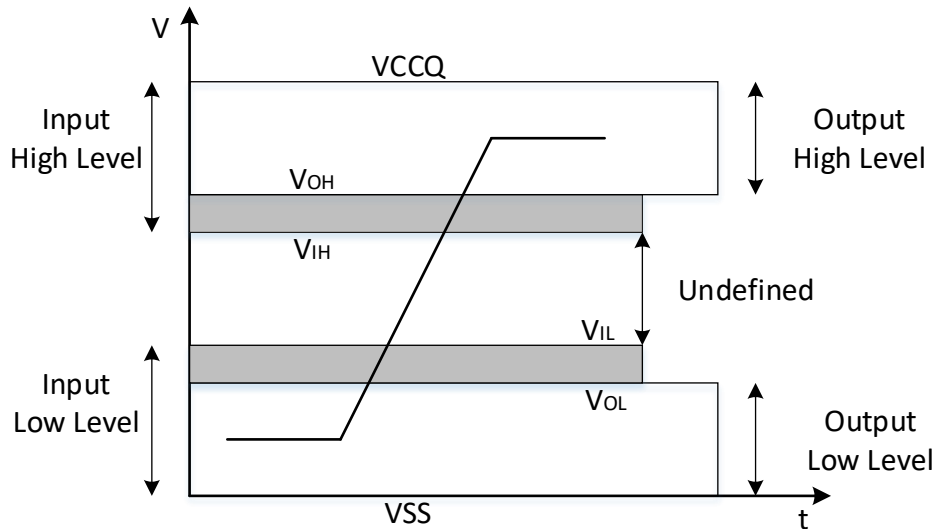 V
VCCQ
Input
High Level
Output
High Level
VOH
VIH
Undefined
VIL
Input
Low Level
VOL
Output
Low Level
VSS
t